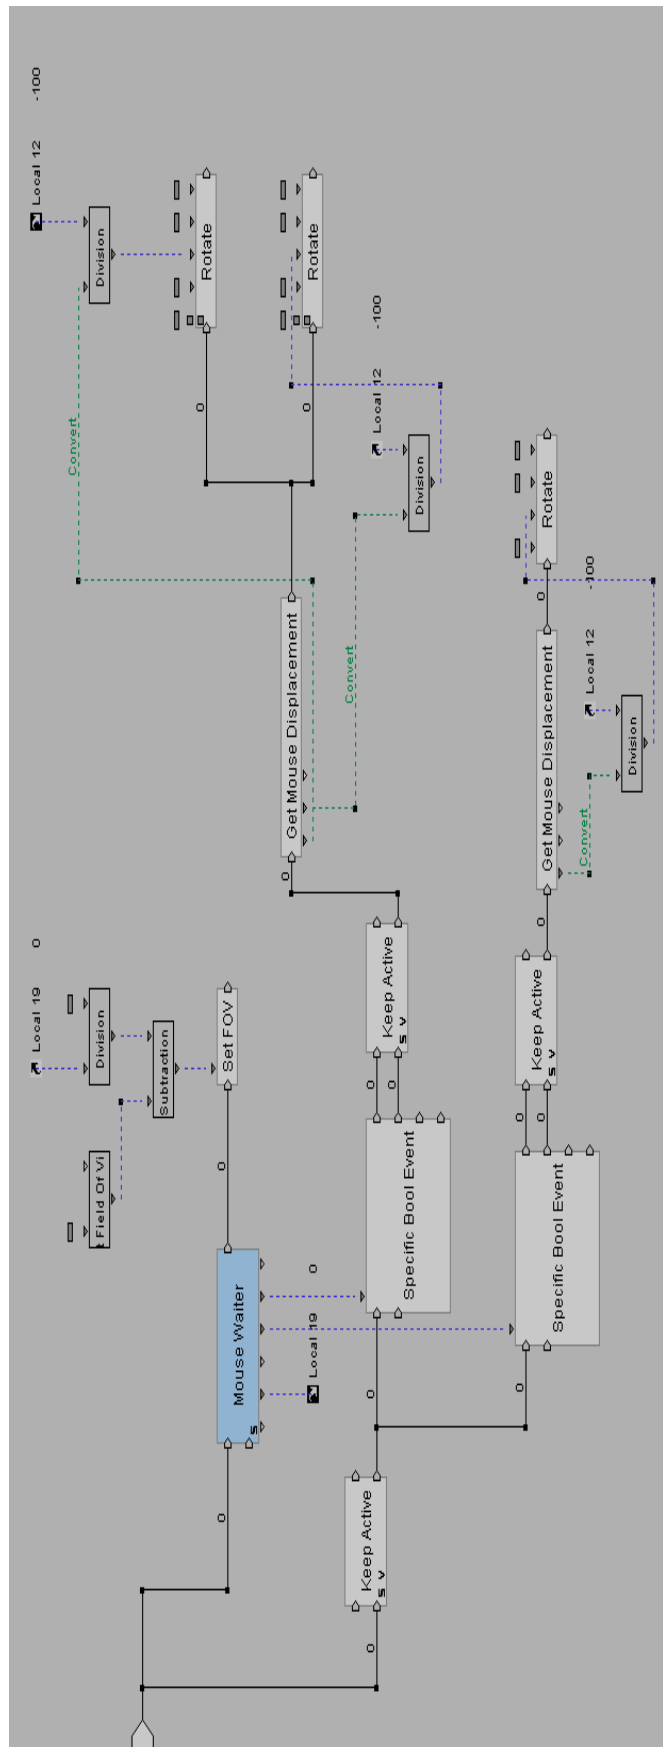 Local 12 -100
Division
Convert
Rotate
Rotate
0
0
Local 12 -100
Division
Convert
Get Mouse Displacement
0
Local 19 0
Division
Subtraction
t Field Of Vi
Set FOV
0
Mouse Waiter
s
Local 19 0
0
Keep Active
s v
0
0
Specific Bool Event
0
Keep Active
s v
0
Rotate
0
Get Mouse Displacement
Local 12 -100
Division
Convert
0
Keep Active
s v
0
0
Specific Bool Event
0